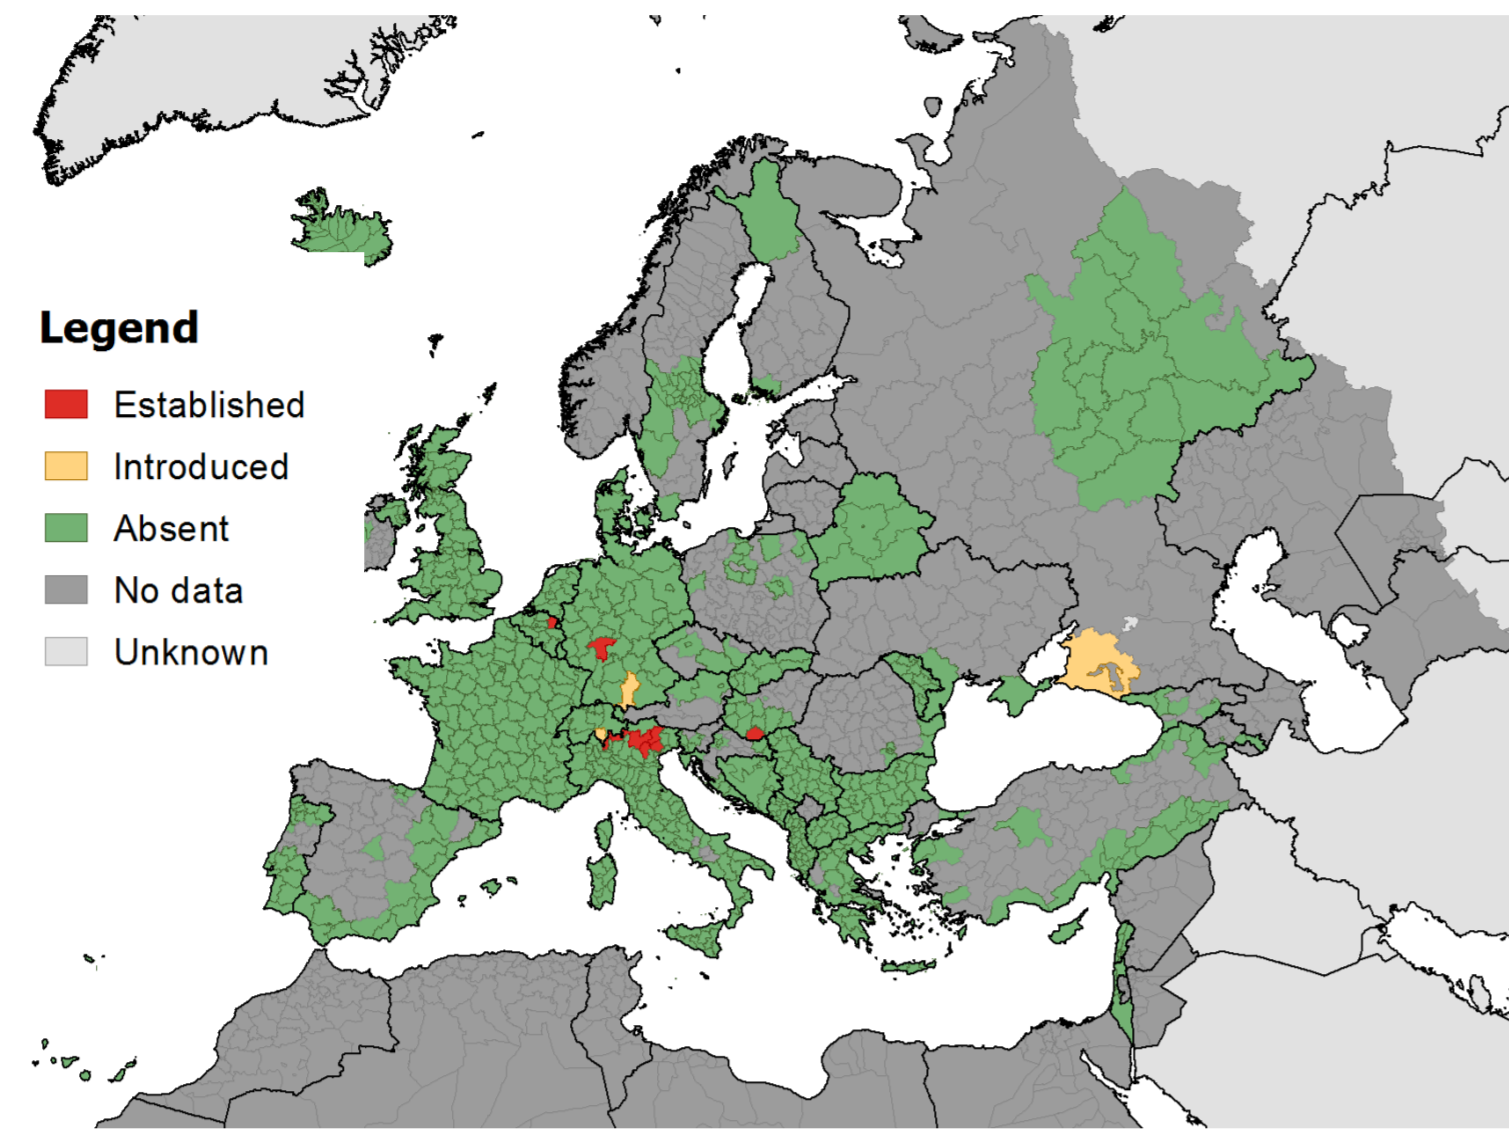 Legend
Established
Introduced
Absent
No data
Unknown